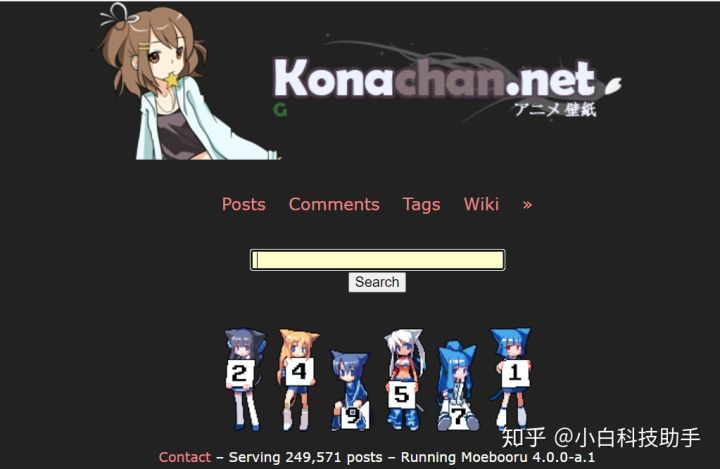 Konachan.net
G
アニメ壁紙
Posts Comments Tags Wiki »
Search
2 4 9 5 7 1
知乎 @小白科技助手
Contact – Serving 249,571 posts – Running Moebooru 4.0.0-a.1